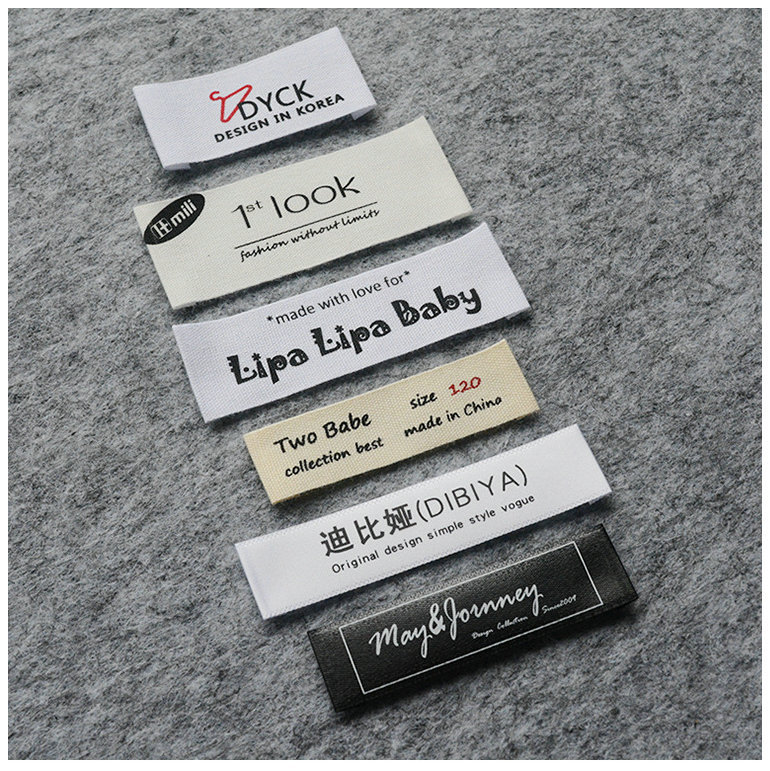 DYCK
DESIGN IN KOREA
mili
1st look
fashion without limits
*made with love for*
Lipa Lipa Baby
Two Babe size 120
collection best made in China
迪比娅(DIBIYA)
Original design simple style vogue
May&Jornney
Design Collection Since2009